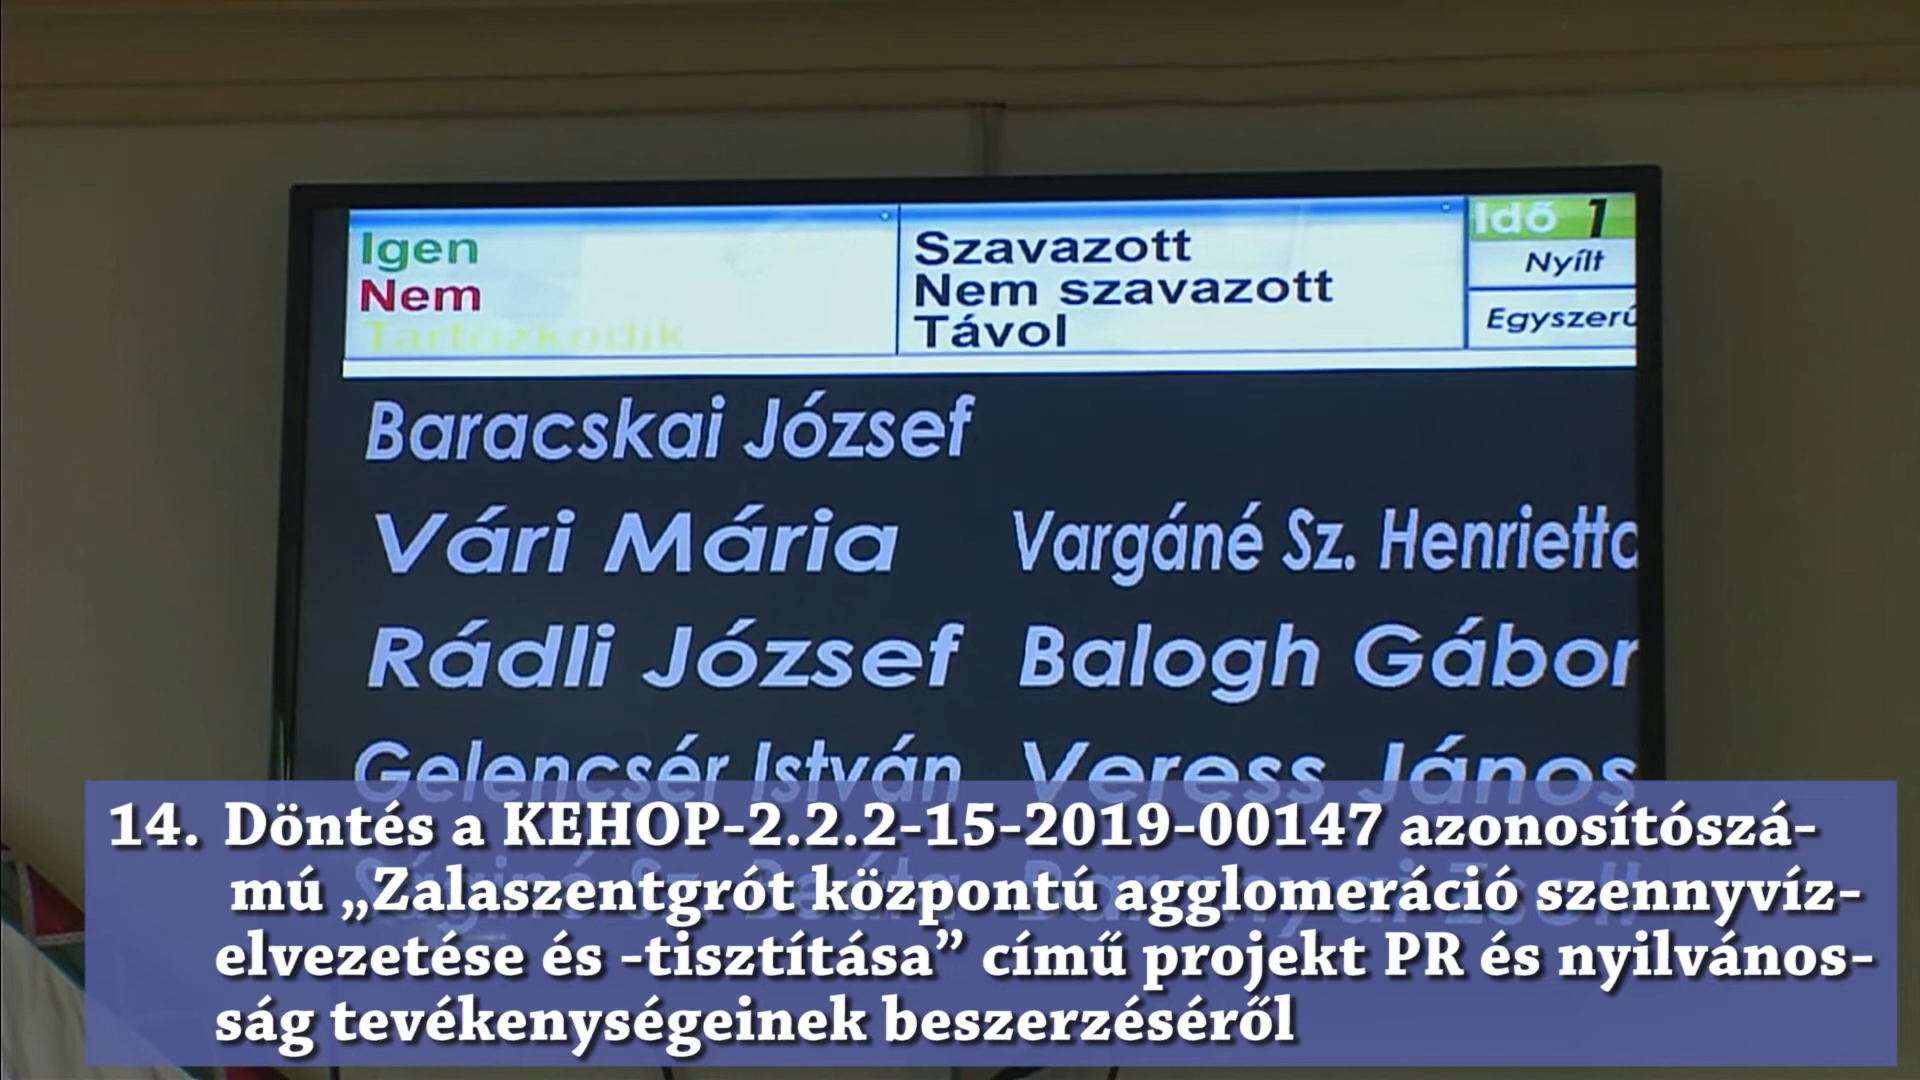 Igen
Nem
Tartózkodik
Szavazott
Nem szavazott
Távol
Idő 1
Nyílt
Egyszerű
Baracskai József
Vári Mária Vargáné Sz. Henrietta
Rádli József Balogh Gábor
Gelencsér István Veress János
14. Döntés a KEHOP-2.2.2-15-2019-00147 azonosítószá-
mú „Zalaszentgrót központú agglomeráció szennyvíz-
elvezetése és -tisztítása” című projekt PR és nyilvános-
ság tevékenységeinek beszerzéséről